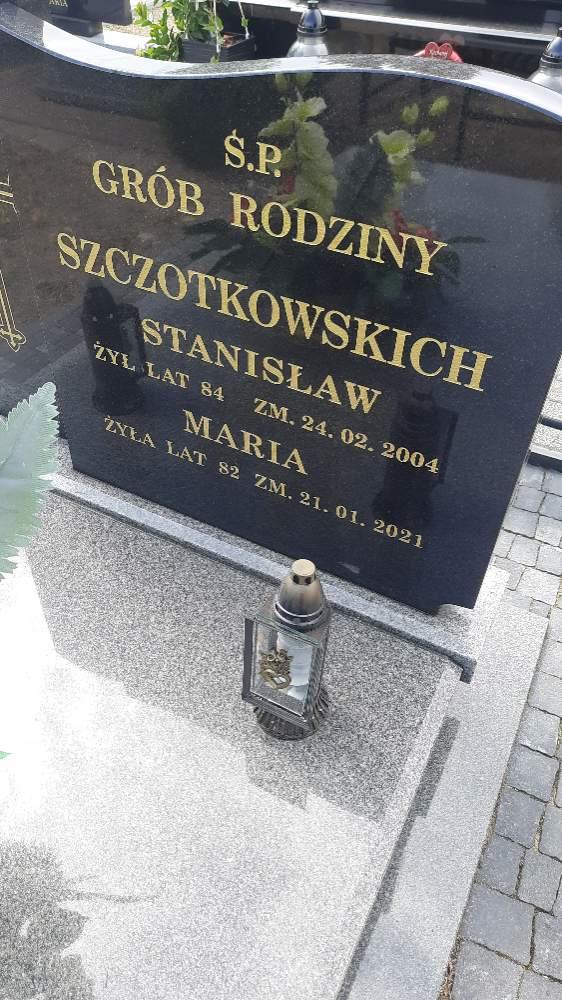 Ś.P.
GRÓB RODZINY
SZCZOTKOWSKICH
STANISŁAW
ŻYŁ LAT 84 ZM. 24. 02. 2004
MARIA
ŻYŁA LAT 82 ZM. 21. 01. 2021